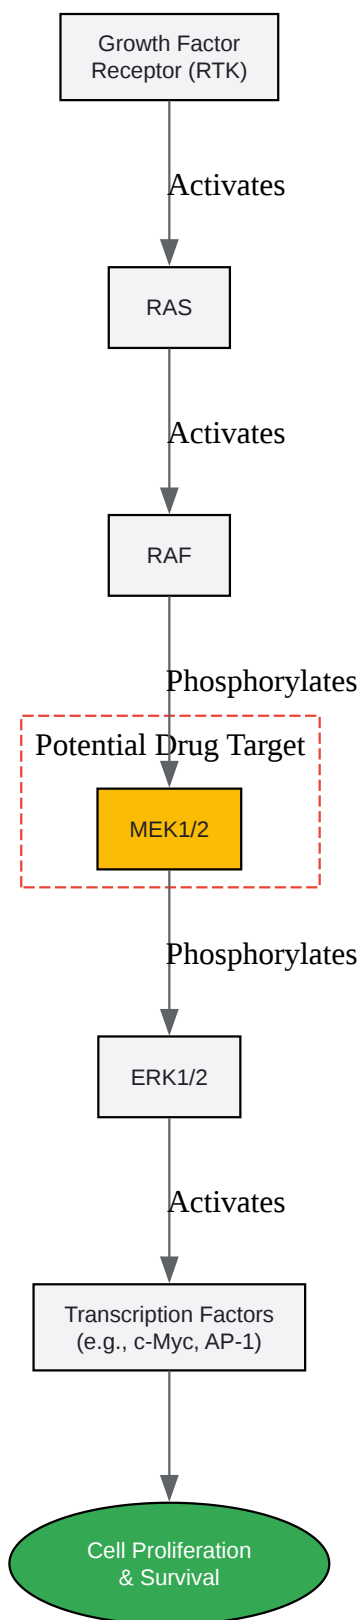 Growth Factor
Receptor (RTK)
Activates
RAS
Activates
RAF
Phosphorylates
Potential Drug Target
MEK1/2
Phosphorylates
ERK1/2
Activates
Transcription Factors
(e.g., c-Myc, AP-1)
Cell Proliferation
& Survival